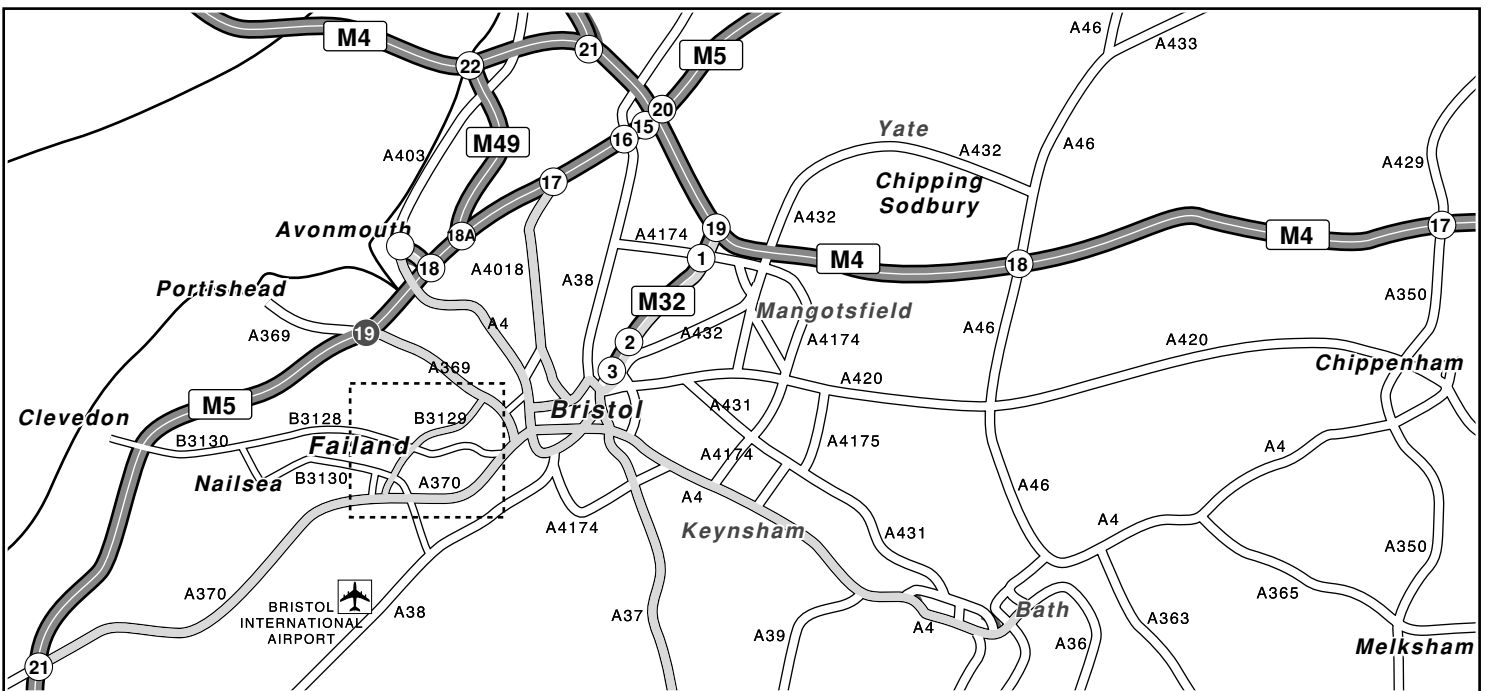 M4
22
21
M5
A46
A433
20
15
16
M49
A403
Yate
A432
A46
A429
17
Chipping
Sodbury
A432
Avonmouth
18A
A4174
19
17
M4
18
A4018
1
M4
18
A38
Portishead
M32
A350
Mangotsfield
A4
A46
19
2
A432
A4174
A420
A369
A369
3
Chippenham
A420
M5
Bristol
A431
Clevedon
B3128
B3129
B3130
Failand
A4175
A4
A4174
Nailsea
B3130
A370
A46
A4
A4
A4174
Keynsham
A431
A350
A370
A365
BRISTOL
INTERNATIONAL
AIRPORT
A38
A37
Bath
A363
A39
A4
A36
Melksham
21